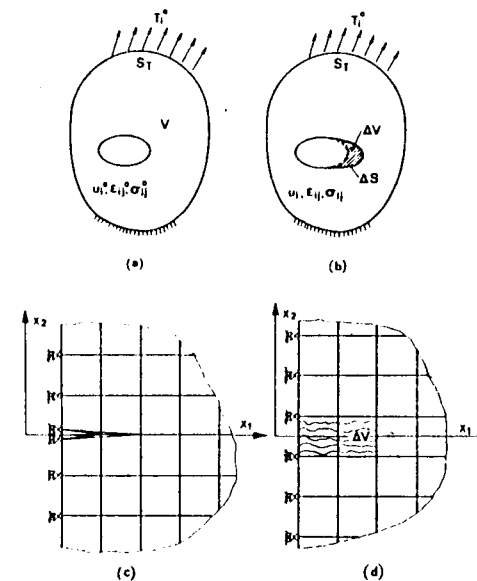 Tᵢ° Tᵢ°
S_T S_T
V ΔV
ΔS
uᵢ°, εᵢⱼ°, σᵢⱼ° uᵢ, εᵢⱼ, σᵢⱼ
(a) (b)
x₂ x₂
x₁ ΔV x₁
(c) (d)